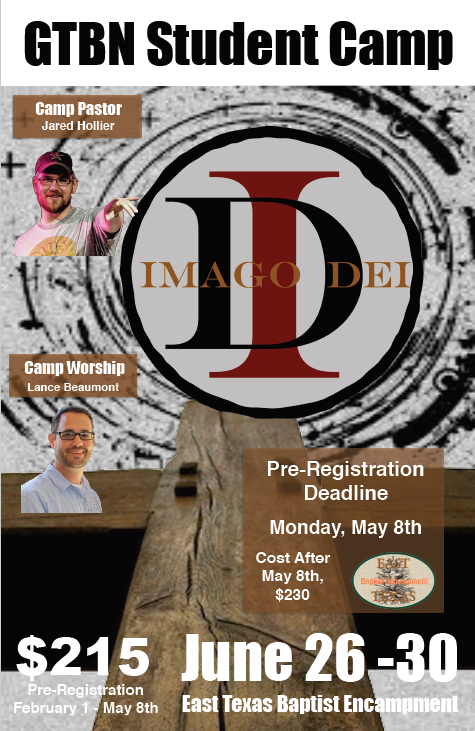 GTBN Student Camp
Camp Pastor
Jared Hollier
IMAGO DEI
Camp Worship
Lance Beaumont
Pre-Registration
Deadline
Monday, May 8th
Cost After
May 8th,
$230
EAST
Baptist Encampment
TEXAS
$215
Pre-Registration
February 1 - May 8th
June 26 -30
East Texas Baptist Encampment